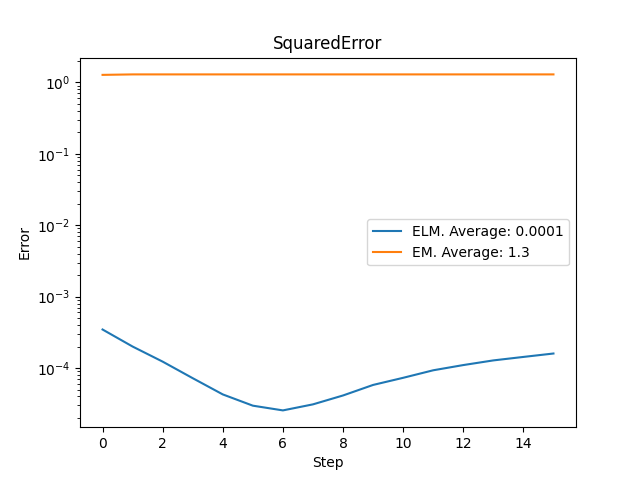 SquaredError
Error
10^0
10^-1
10^-2
10^-3
10^-4
ELM. Average: 0.0001
EM. Average: 1.3
0 2 4 6 8 10 12 14
Step